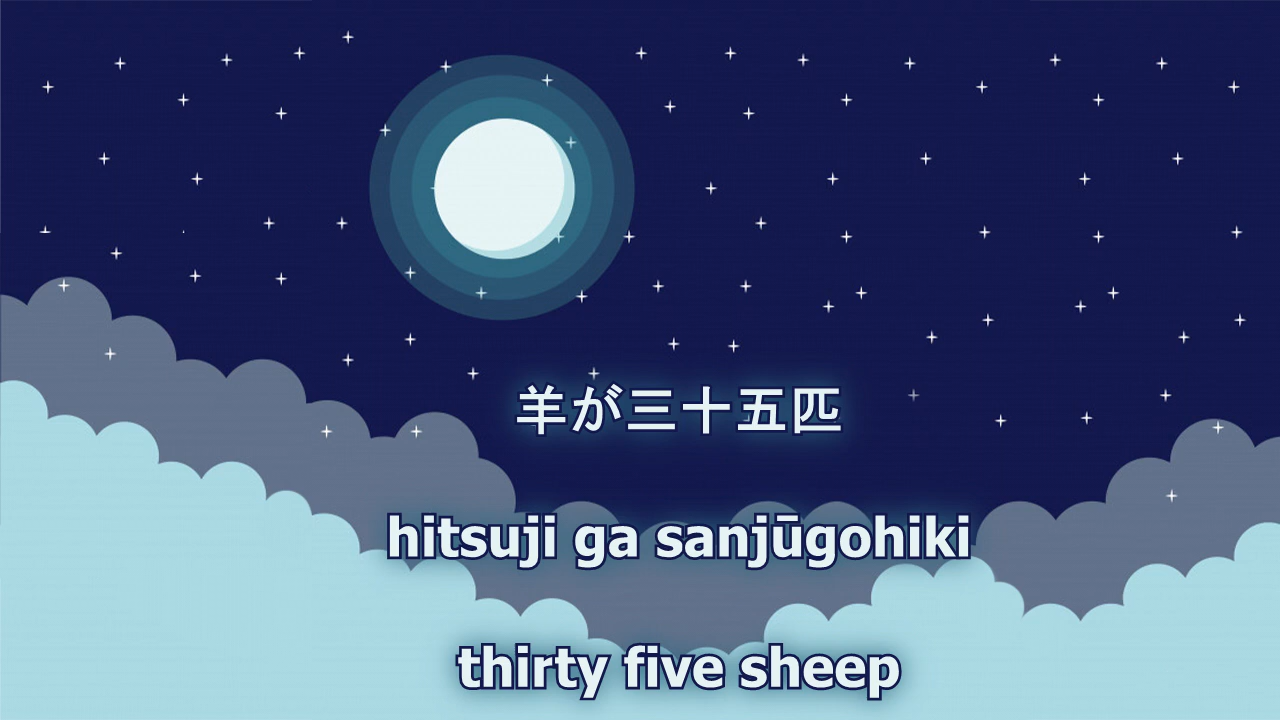 羊が三十五匹
hitsuji ga sanjūgohiki
thirty five sheep